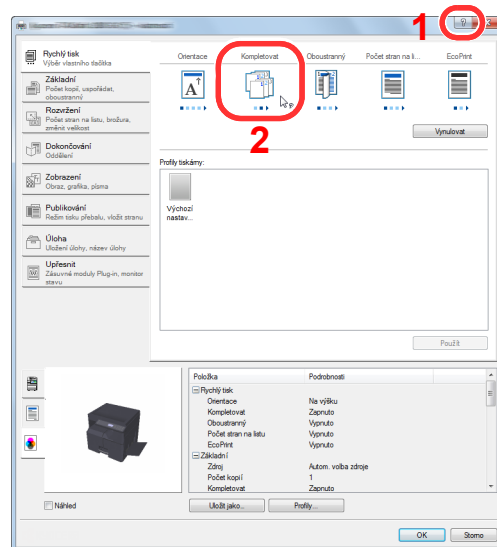 1
?
Rychlý tisk
Výběr vlastního tlačítka
Základní
Počet kopií, uspořádat,
oboustranný
Rozvržení
Počet stran na listu, brožura,
změnit velikost
Dokončování
Oddělení
Zobrazení
Obraz, grafika, písma
Publikování
Režim tisku přebalu, vložit stranu
Úloha
Uložení úlohy, název úlohy
Upřesnit
Zásuvné moduly Plug-in, monitor
stavu
Orientace Kompletovat Oboustranný Počet stran na li... EcoPrint
A
2
Vynulovat
Profily tiskárny:
Výchozí
nastav...
Použít
Položka Podrobnosti
Rychlý tisk
Orientace Na výšku
Kompletovat Zapnuto
Oboustranný Vypnuto
Počet stran na listu Vypnuto
EcoPrint Vypnuto
Základní
Zdroj Autom. volba zdroje
Počet kopií 1
Kompletovat Zapnuto
Náhled
Uložit jako... Profily...
OK Storno